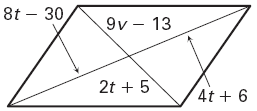 8t − 30
9v − 13
2t + 5
4t + 6